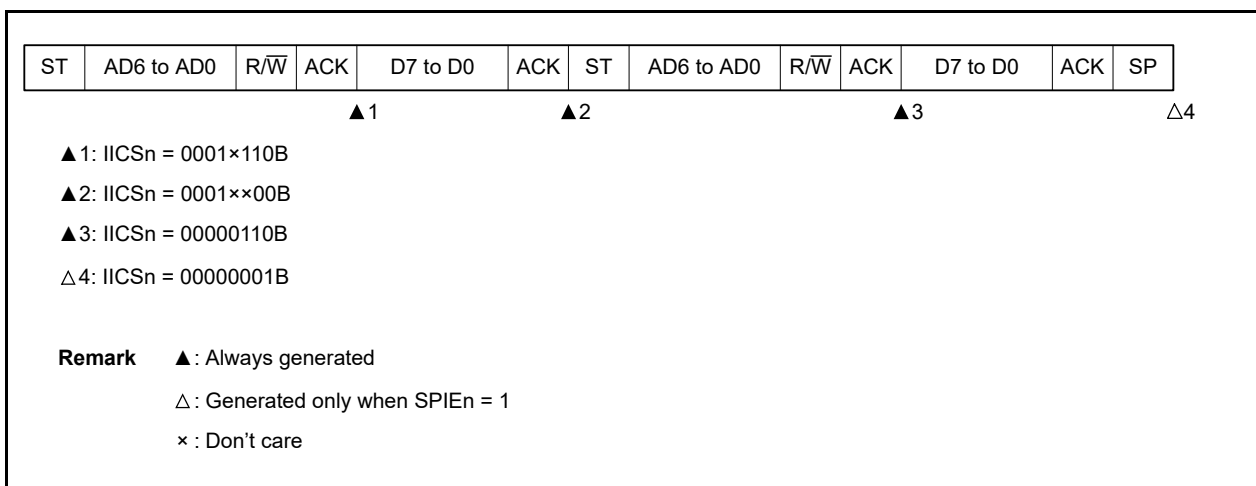 ST AD6 to AD0 R/W̅ ACK D7 to D0 ACK ST AD6 to AD0 R/W̅ ACK D7 to D0 ACK SP
▲1 ▲2 ▲3 △4
▲1: IICSn = 0001×110B
▲2: IICSn = 0001××00B
▲3: IICSn = 00000110B
△4: IICSn = 00000001B
Remark ▲: Always generated
△: Generated only when SPIEn = 1
×: Don't care